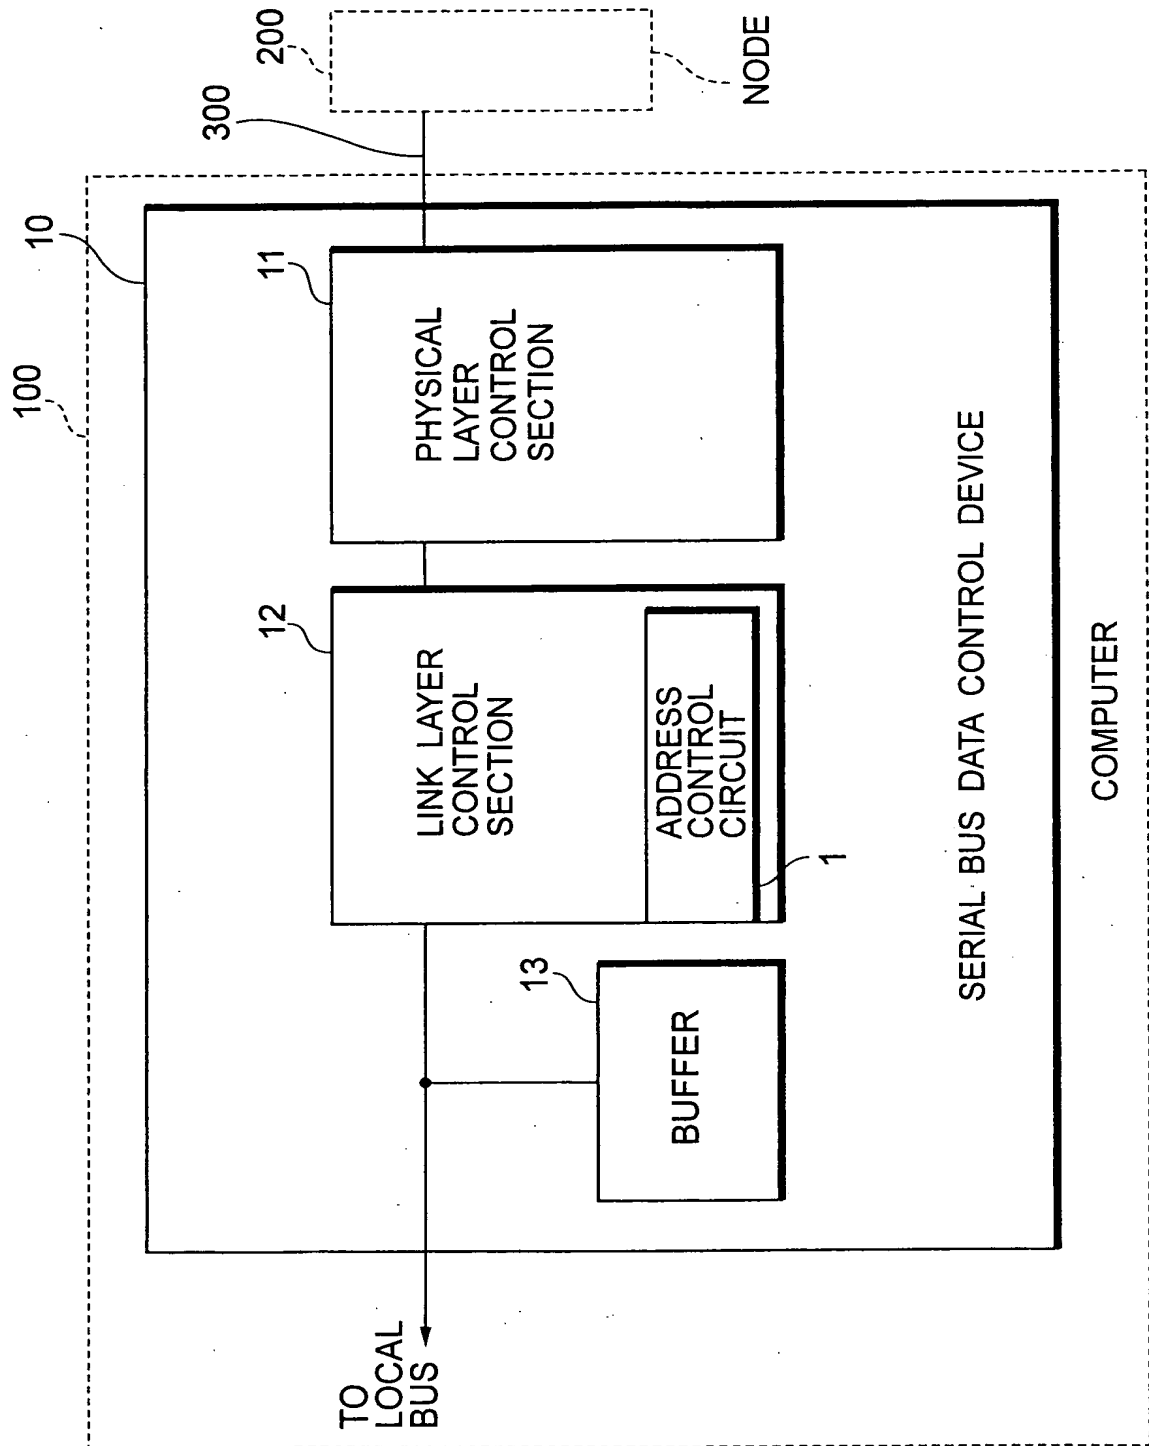 100
10
300
200
11
12
13
PHYSICAL
LAYER
CONTROL
SECTION
LINK LAYER
CONTROL
SECTION
ADDRESS
CONTROL
CIRCUIT
1
BUFFER
TO
LOCAL
BUS
NODE
SERIAL BUS DATA CONTROL DEVICE
COMPUTER